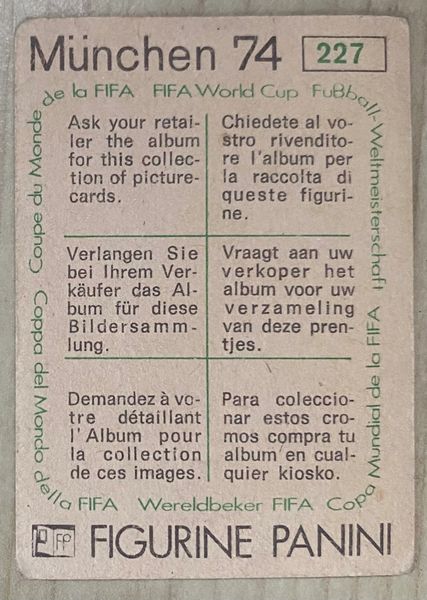 München 74 227
de la FIFA FIFA World Cup Fußball-Weltmeisterschaft
Ask your retai-
ler the album
for this collec-
tion of picture-
cards.
Chiedete al vo-
stro rivendito-
re l'album per
la raccolta di
queste figuri-
ne.
Verlangen Sie
bei Ihrem Ver-
käufer das Al-
bum für diese
Bildersamm-
lung.
Vraagt aan uw
verkoper het
album voor uw
verzameling
van deze pren-
tjes.
Demandez à vo-
tre détaillant
l'Album pour
la collection
de ces images.
Para coleccio-
nar estos cro-
mos compra tu
album en cual-
quier kiosko.
Coupe du Monde
Coppa del Mondo della FIFA
Wereldbeker FIFA
Copa Mundial de la FIFA
FP FIGURINE PANINI